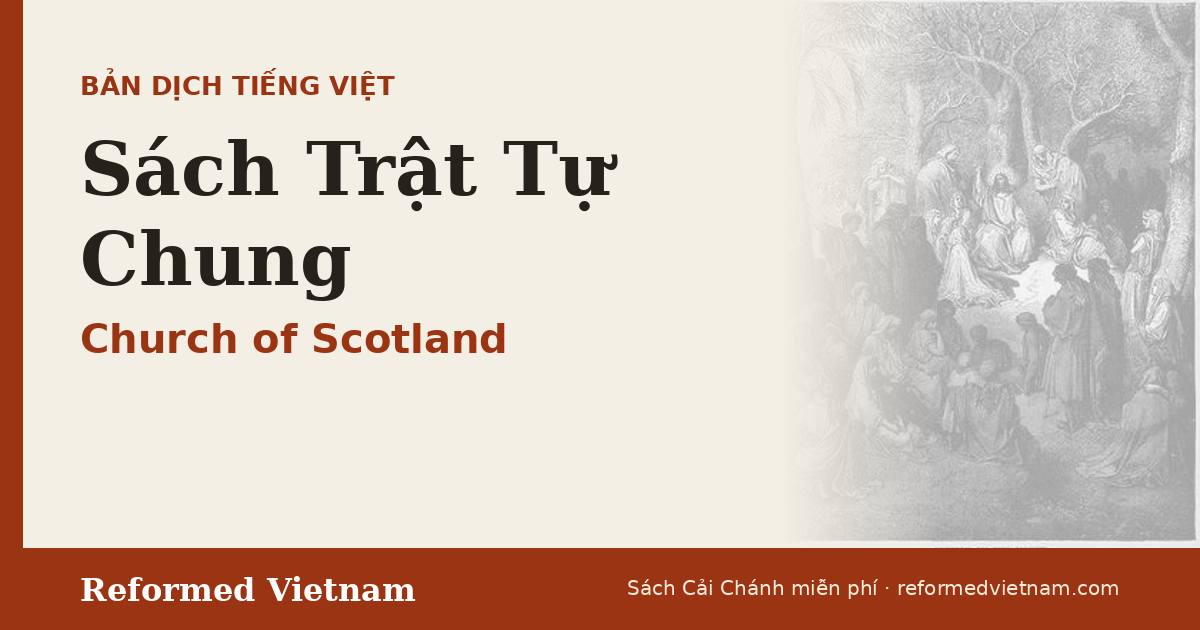 BẢN DỊCH TIẾNG VIỆT
Sách Trật Tự
Chung
Church of Scotland
Reformed Vietnam
Sách Cải Chánh miễn phí · reformedvietnam.com